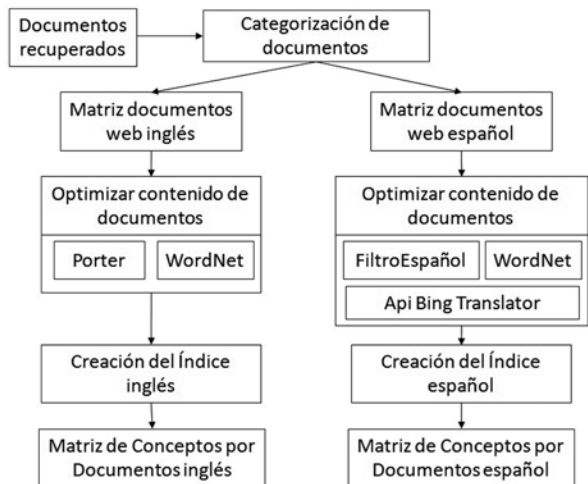 Documentos
recuperados
Categorización de
documentos
Matriz documentos
web inglés
Matriz documentos
web español
Optimizar contenido de
documentos
Porter
WordNet
Optimizar contenido de
documentos
FiltroEspañol
WordNet
Api Bing Translator
Creación del Índice
inglés
Creación del Índice
español
Matriz de Conceptos por
Documentos inglés
Matriz de Conceptos por
Documentos español